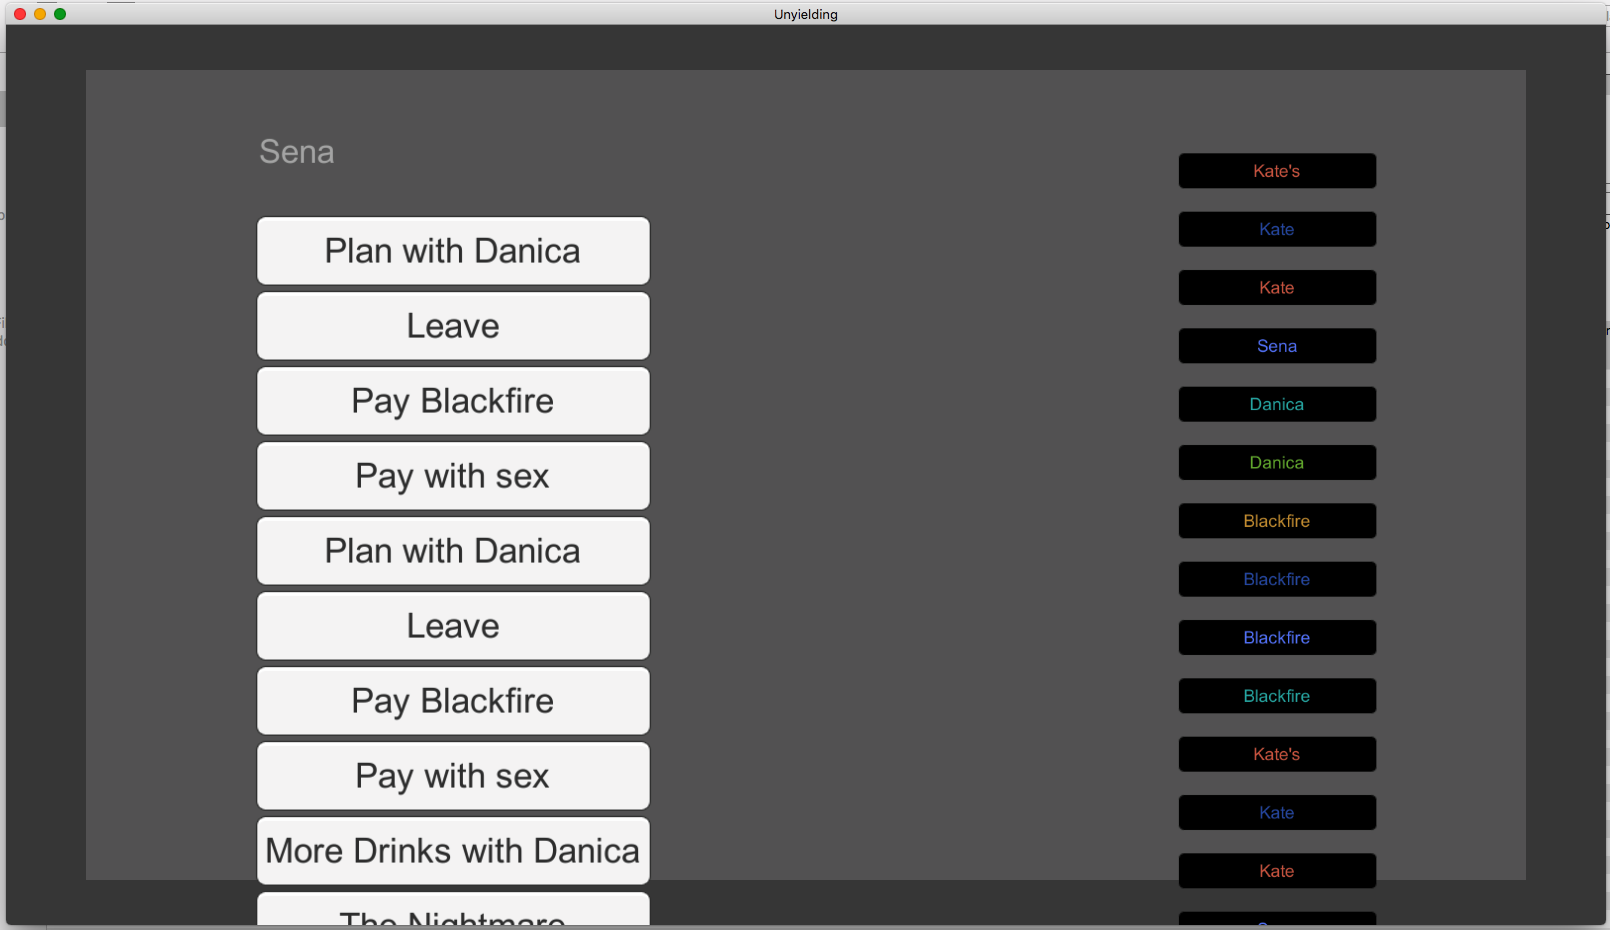 Unyielding
Sena
Plan with Danica
Leave
Pay Blackfire
Pay with sex
Plan with Danica
Leave
Pay Blackfire
Pay with sex
More Drinks with Danica
The Nightmare
Kate's
Kate
Kate
Sena
Danica
Danica
Blackfire
Blackfire
Blackfire
Blackfire
Kate's
Kate
Kate